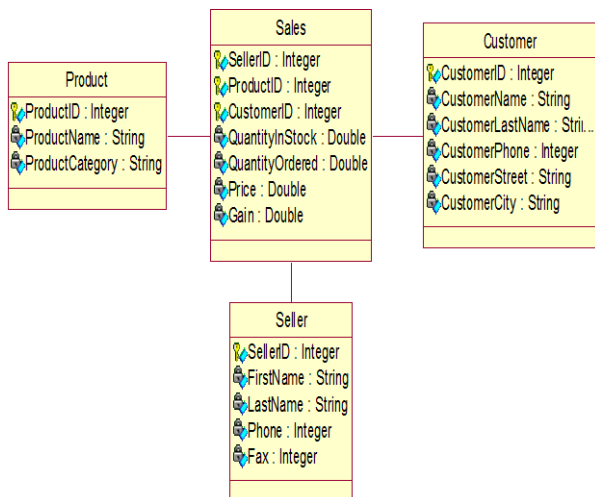 Product
ProductID : Integer
ProductName : String
ProductCategory : String
Sales
SellerID : Integer
ProductID : Integer
CustomerID : Integer
QuantityInStock : Double
QuantityOrdered : Double
Price : Double
Gain : Double
Customer
CustomerID : Integer
CustomerName : String
CustomerLastName : Strii...
CustomerPhone : Integer
CustomerStreet : String
CustomerCity : String
Seller
SellerID : Integer
FirstName : String
LastName : String
Phone : Integer
Fax : Integer